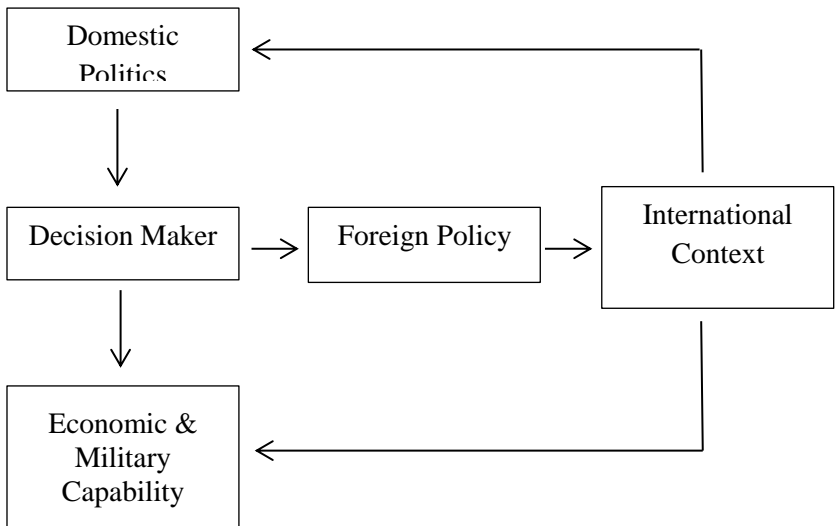 Domestic
Politics
Decision Maker
Foreign Policy
International
Context
Economic &
Military
Capability